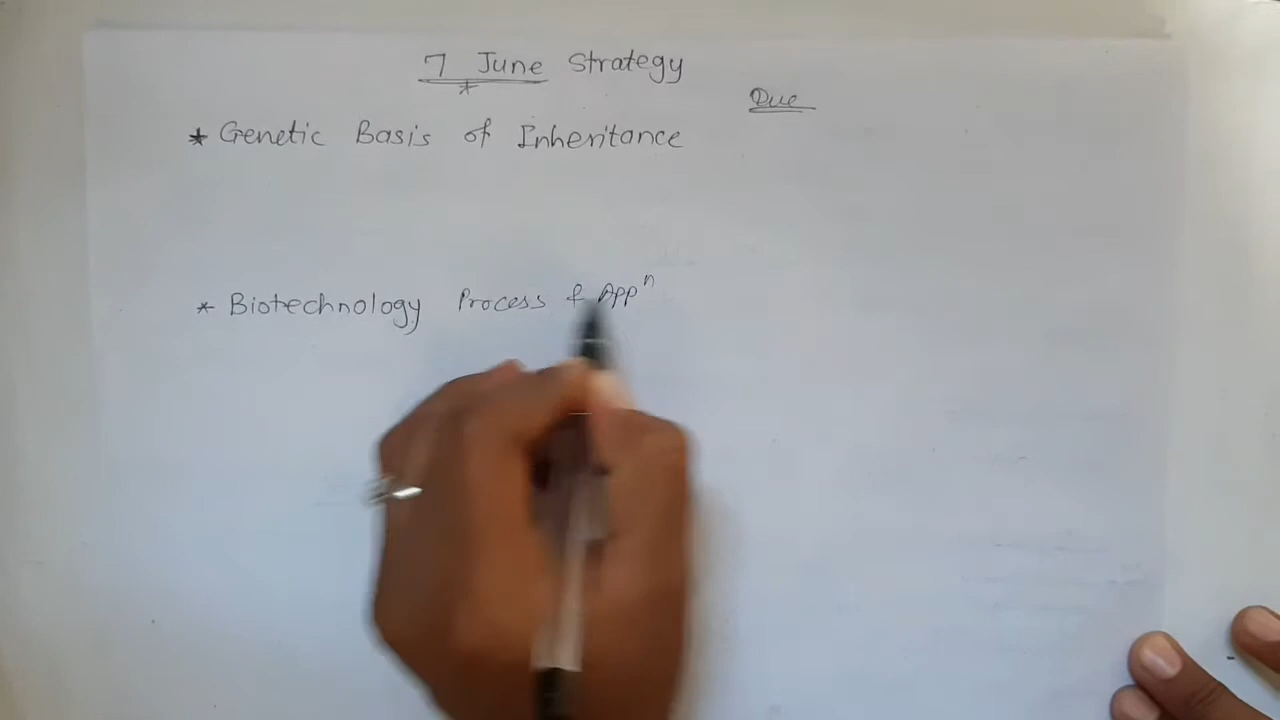 7 June Strategy
Due
* Genetic Basis of Inheritance
* Biotechnology Process & Appⁿ